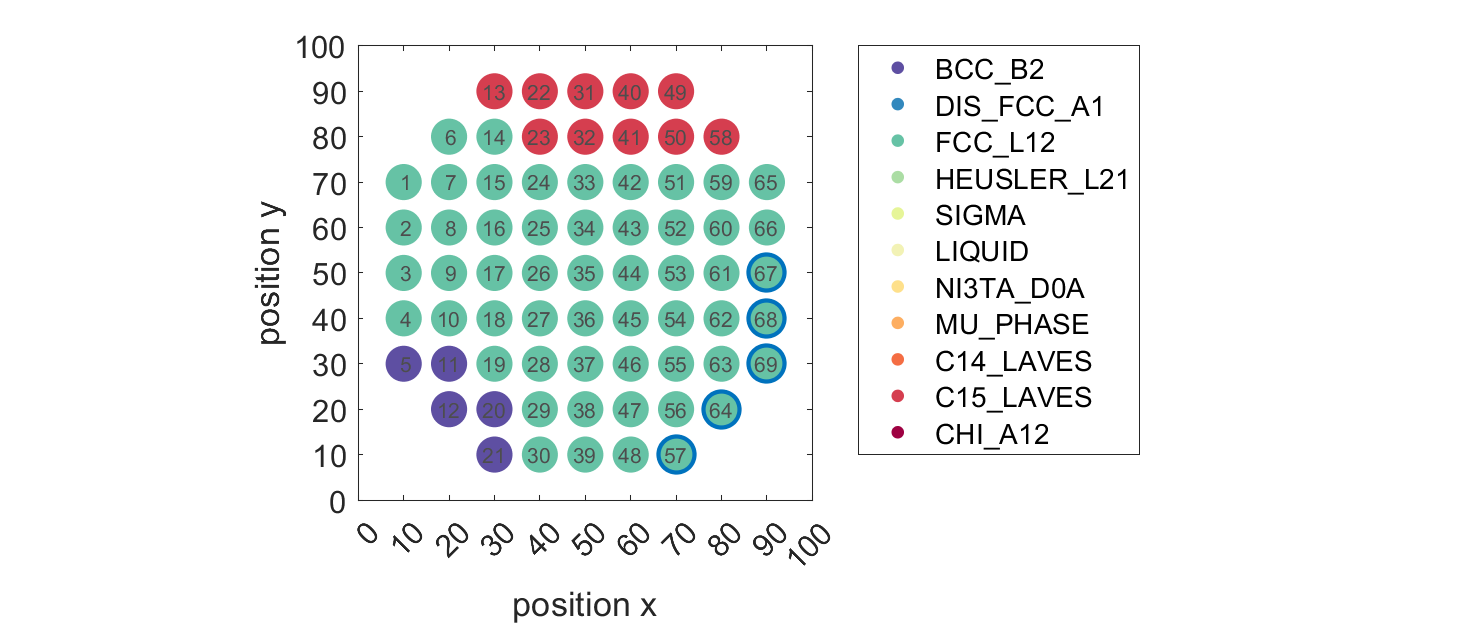 100
90
80
70
60
50
40
30
20
10
0
position y
13 22 31 40 49
6 14 23 32 41 50 58
1 7 15 24 33 42 51 59 65
2 8 16 25 34 43 52 60 66
3 9 17 26 35 44 53 61 67
4 10 18 27 36 45 54 62 68
5 11 19 28 37 46 55 63 69
12 20 29 38 47 56 64
21 30 39 48 57
0 10 20 30 40 50 60 70 80 90 100
position x
BCC_B2
DIS_FCC_A1
FCC_L12
HEUSLER_L21
SIGMA
LIQUID
NI3TA_D0A
MU_PHASE
C14_LAVES
C15_LAVES
CHI_A12